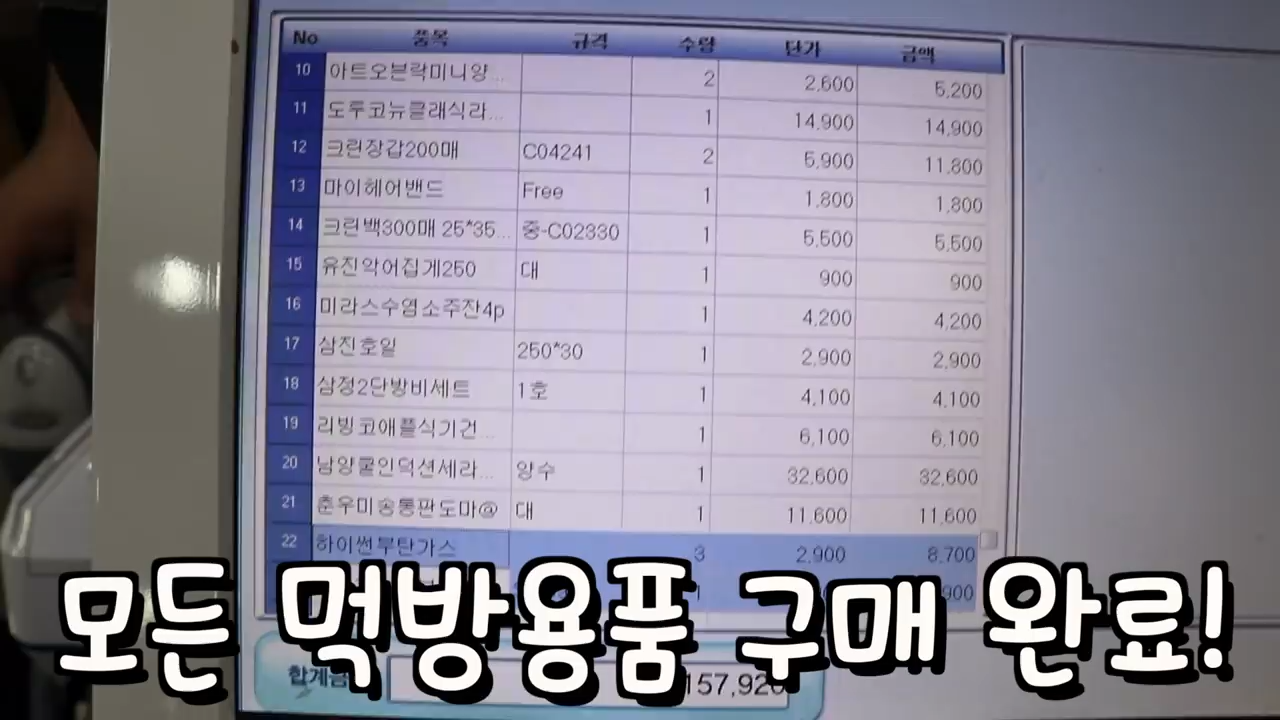 No 품목 규격 수량 단가 금액
10 아트오븐락미니양... 2 2,600 5,200
11 도루코뉴클래식라... 1 14,900 14,900
12 크린장갑200매 C04241 2 5,900 11,800
13 마이헤어밴드 Free 1 1,800 1,800
14 크린백300매 25*35... 중-C02330 1 5,500 5,500
15 유진악어집게250 대 1 900 900
16 미라스수염소주잔4p 1 4,200 4,200
17 삼진호일 250*30 1 2,900 2,900
18 삼정2단방비세트 1호 1 4,100 4,100
19 리빙코애플식기건... 1 6,100 6,100
20 남양쿨인덕션세라... 양수 1 32,600 32,600
21 춘우미송통판도마@ 대 1 11,600 11,600
22 하이썬부탄가스 3 2,900 8,700
모든 먹방용품 구매 완료!
합계금 157,920